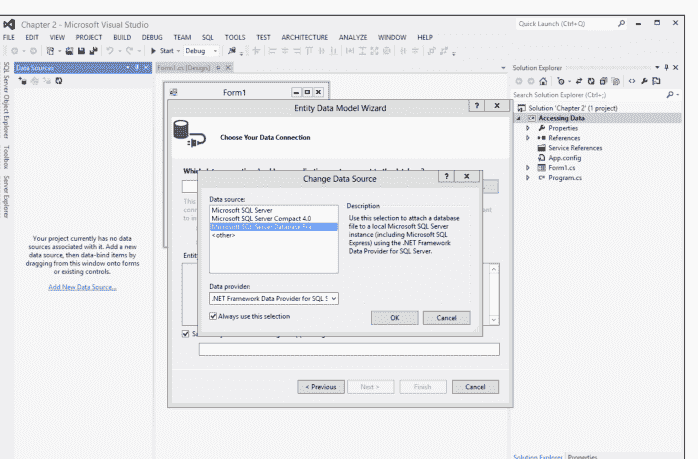 Chapter 2 - Microsoft Visual Studio
Quick Launch (Ctrl+Q)
FILE EDIT VIEW PROJECT BUILD DEBUG TEAM SQL TOOLS TEST ARCHITECTURE ANALYZE WINDOW HELP
Start - Debug
SQL Server Object Explorer
Toolbox
Server Explorer
Data Sources
Your project currently has no data
sources associated with it. Add a new
data source, then data-bind items by
dragging from this window onto forms
or existing controls.
Add New Data Source...
Form1.cs [Design]
Form1
Entity Data Model Wizard
Choose Your Data Connection
Change Data Source
Data source:
Microsoft SQL Server
Microsoft SQL Server Compact 4.0
Microsoft SQL Server Database File
<other>
Description
Use this selection to attach a database
file to a local Microsoft SQL Server
instance (including Microsoft SQL
Express) using the .NET Framework
Data Provider for SQL Server.
Data provider:
.NET Framework Data Provider for SQL S
Always use this selection
OK
Cancel
< Previous
Next >
Finish
Cancel
Solution Explorer
Search Solution Explorer (Ctrl+;)
Solution 'Chapter 2' (1 project)
Accessing Data
Properties
References
Service References
App.config
Form1.cs
Program.cs
Solution Explorer Properties